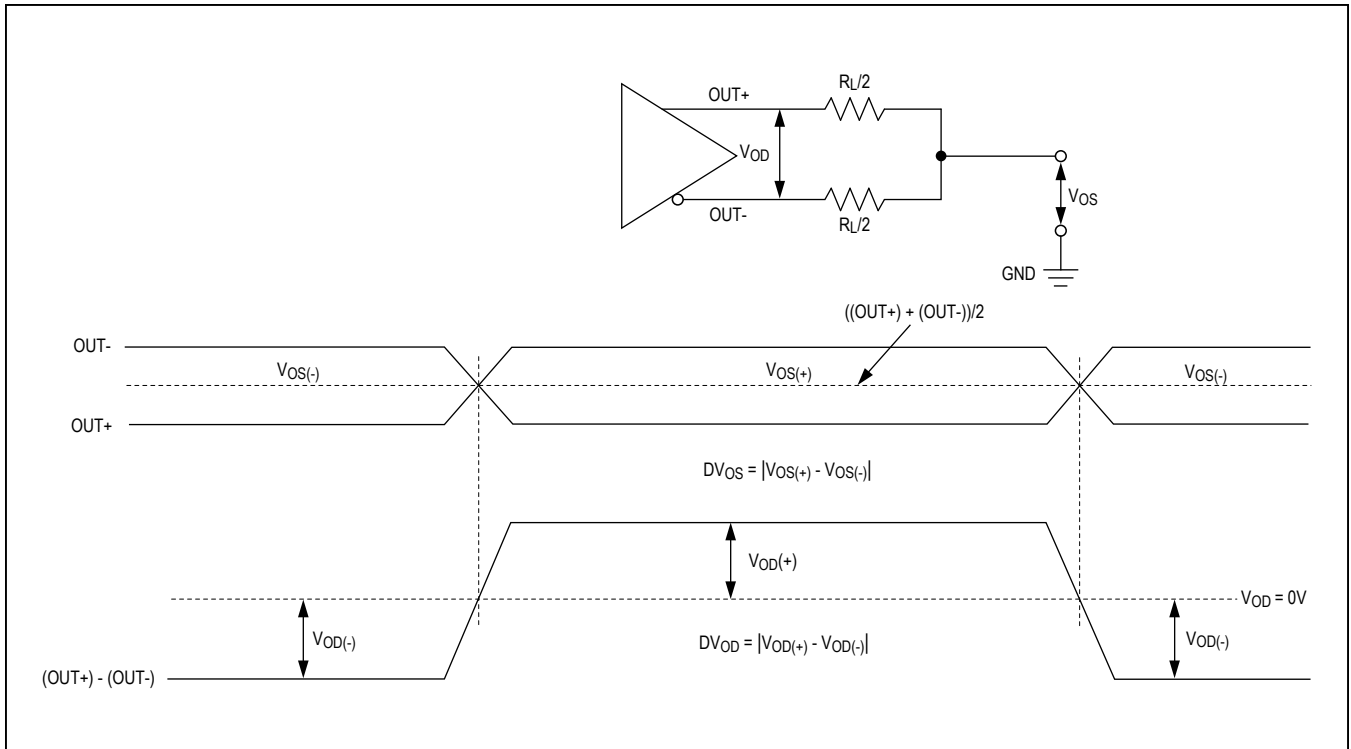 RL/2
OUT+
VOD
VOS
OUT-
RL/2
GND
((OUT+) + (OUT-))/2
OUT-
VOS(-)
VOS(+)
VOS(-)
OUT+
DVOS = |VOS(+) - VOS(-)|
VOD(+)
VOD = 0V
VOD(-)
DVOD = |VOD(+) - VOD(-)|
VOD(-)
(OUT+) - (OUT-)